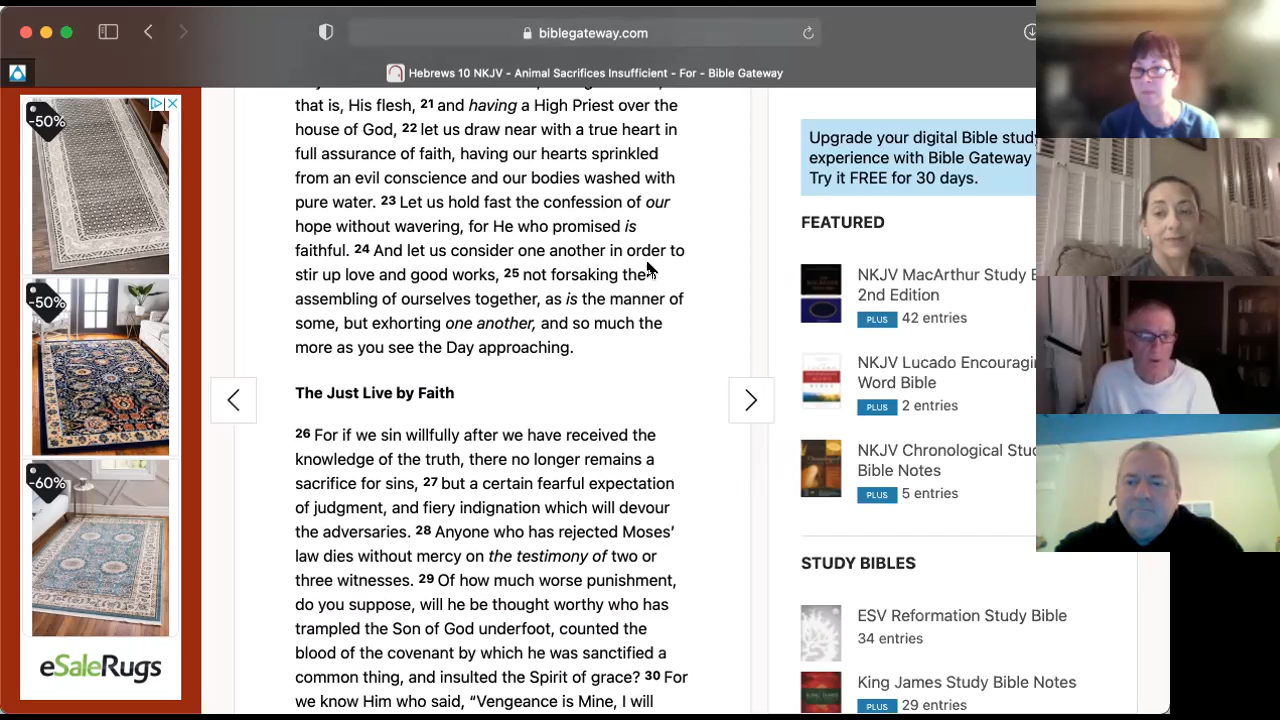 biblegateway.com
Hebrews 10 NKJV - Animal Sacrifices Insufficient - For - Bible Gateway
-50%
-50%
-60%
eSaleRugs
that is, His flesh, 21 and having a High Priest over the
house of God, 22 let us draw near with a true heart in
full assurance of faith, having our hearts sprinkled
from an evil conscience and our bodies washed with
pure water. 23 Let us hold fast the confession of our
hope without wavering, for He who promised is
faithful. 24 And let us consider one another in order to
stir up love and good works, 25 not forsaking the
assembling of ourselves together, as is the manner of
some, but exhorting one another, and so much the
more as you see the Day approaching.
The Just Live by Faith
26 For if we sin willfully after we have received the
knowledge of the truth, there no longer remains a
sacrifice for sins, 27 but a certain fearful expectation
of judgment, and fiery indignation which will devour
the adversaries. 28 Anyone who has rejected Moses’
law dies without mercy on the testimony of two or
three witnesses. 29 Of how much worse punishment,
do you suppose, will he be thought worthy who has
trampled the Son of God underfoot, counted the
blood of the covenant by which he was sanctified a
common thing, and insulted the Spirit of grace? 30 For
we know Him who said, “Vengeance is Mine, I will
Upgrade your digital Bible study
experience with Bible Gateway
Try it FREE for 30 days.
FEATURED
NKJV MacArthur Study
2nd Edition
PLUS 42 entries
NKJV Lucado
Word Bible
PLUS 2 entries
NKJV Chronological
Bible Notes
PLUS 5 entries
STUDY BIBLES
ESV Reformation Study Bible
34 entries
King James Study Bible Notes
PLUS 29 entries